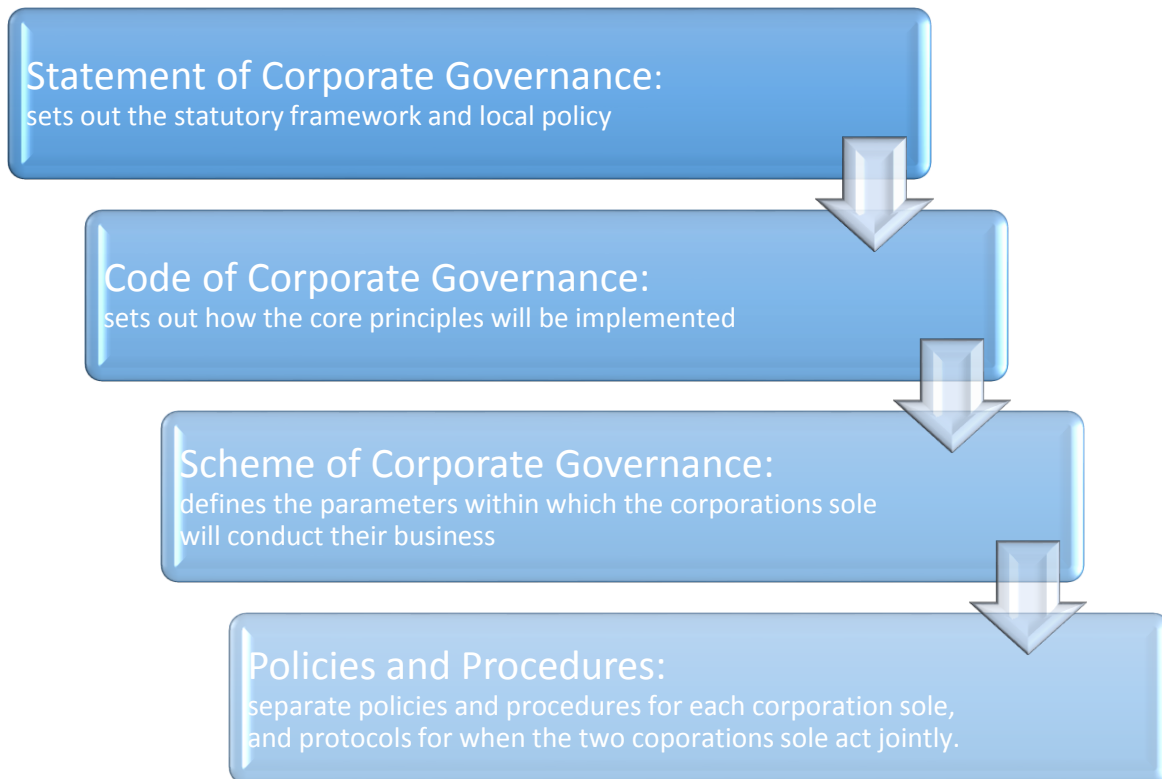 Statement of Corporate Governance:
sets out the statutory framework and local policy
Code of Corporate Governance:
sets out how the core principles will be implemented
Scheme of Corporate Governance:
defines the parameters within which the corporations sole
will conduct their business
Policies and Procedures:
separate policies and procedures for each corporation sole,
and protocols for when the two coporations sole act jointly.